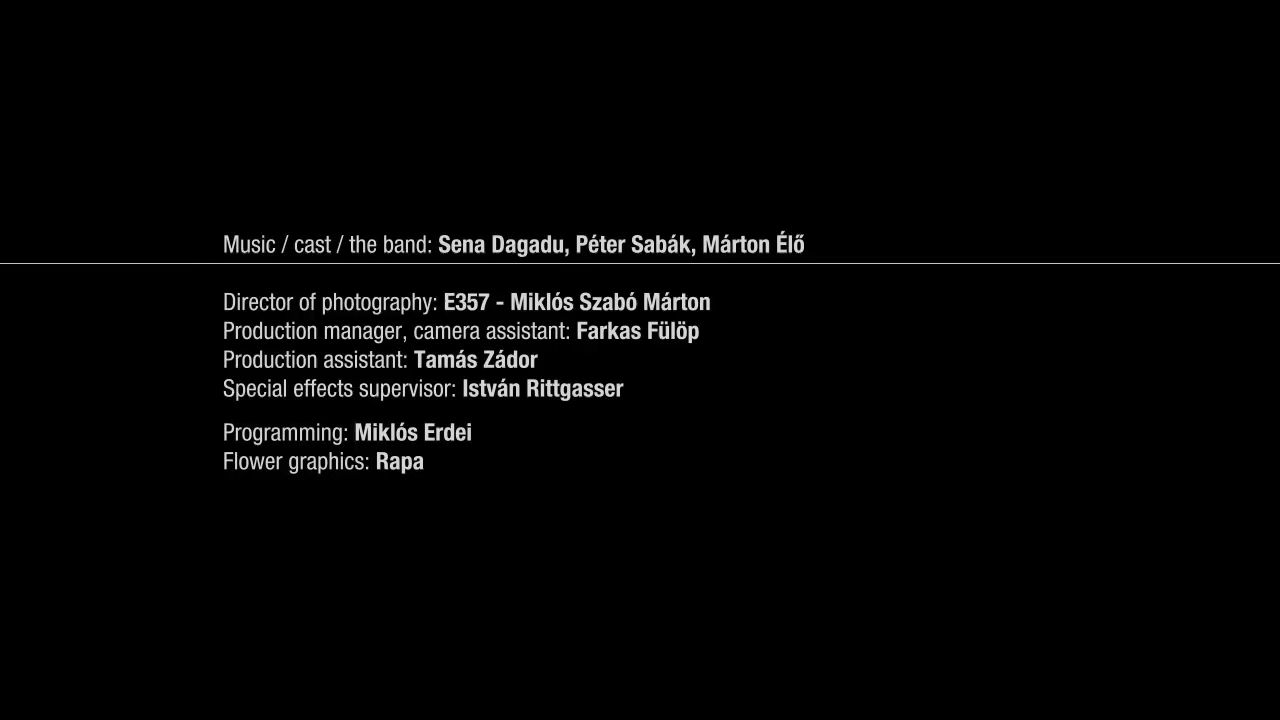 Music / cast / the band: Sena Dagadu, Péter Sabák, Márton Élő
Director of photography: E357 - Miklós Szabó Márton
Production manager, camera assistant: Farkas Fülöp
Production assistant: Tamás Zádor
Special effects supervisor: István Rittgasser
Programming: Miklós Erdei
Flower graphics: Rapa